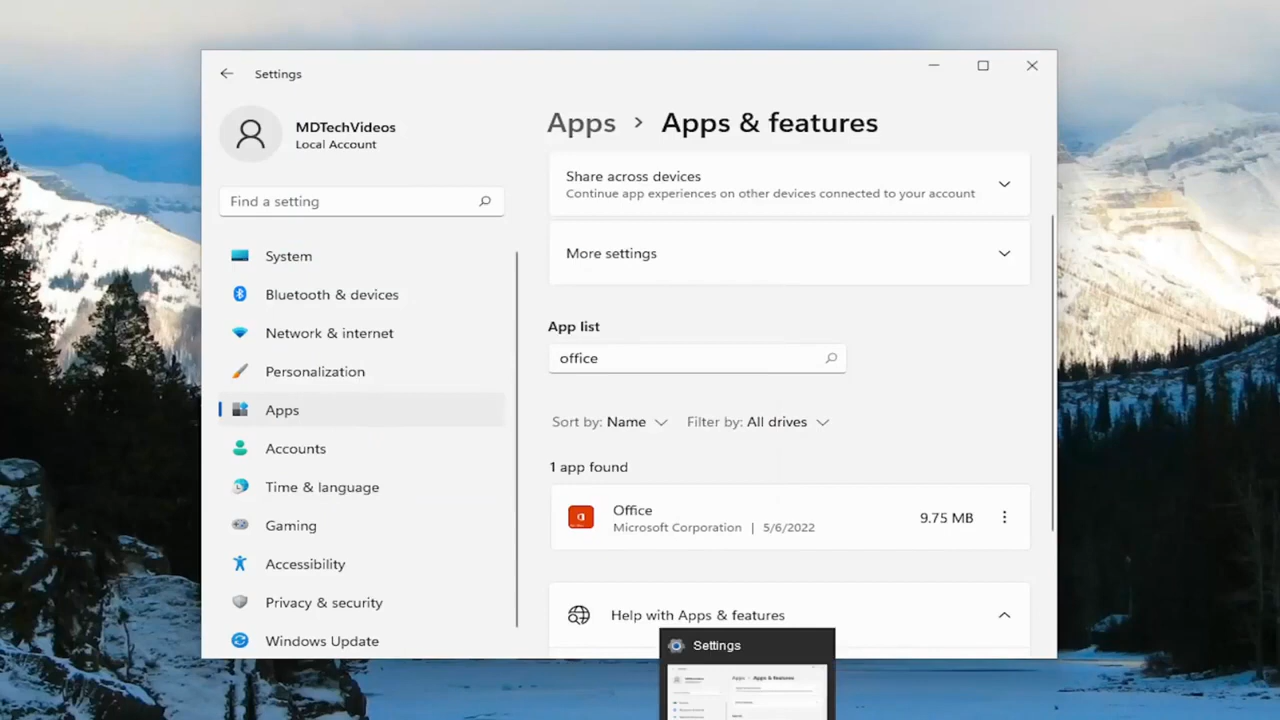 Settings
MDTechVideos
Local Account
Find a setting
System
Bluetooth & devices
Network & internet
Personalization
Apps
Accounts
Time & language
Gaming
Accessibility
Privacy & security
Windows Update
Apps > Apps & features
Share across devices
Continue app experiences on other devices connected to your account
More settings
App list
office
Sort by: Name Filter by: All drives
1 app found
Office
Microsoft Corporation | 5/6/2022
9.75 MB
Help with Apps & features
Settings
Apps > Apps & features